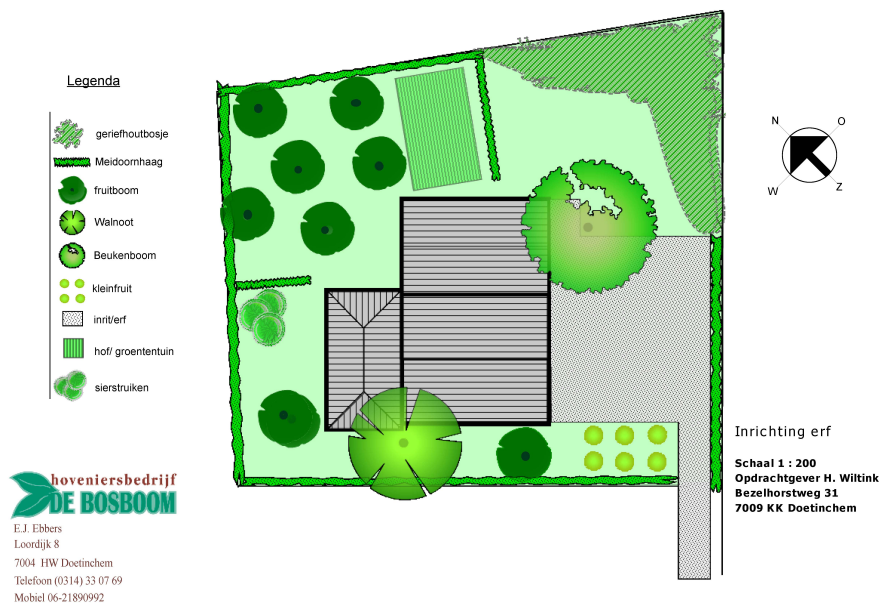 Legenda
geriefhoutbosje
Meidoornhaag
fruitboom
Walnoot
Beukenboom
kleinfruit
inrit/erf
hof/ groententuin
sierstruiken
hoveniersbedrijf
DE BOSBOOM
E.J. Ebbers
Loordijk 8
7004 HW Doetinchem
Telefoon (0314) 33 07 69
Mobiel 06-21890992
N
O
W
Z
Inrichting erf
Schaal 1 : 200
Opdrachtgever H. Wiltink
Bezelhorstweg 31
7009 KK Doetinchem